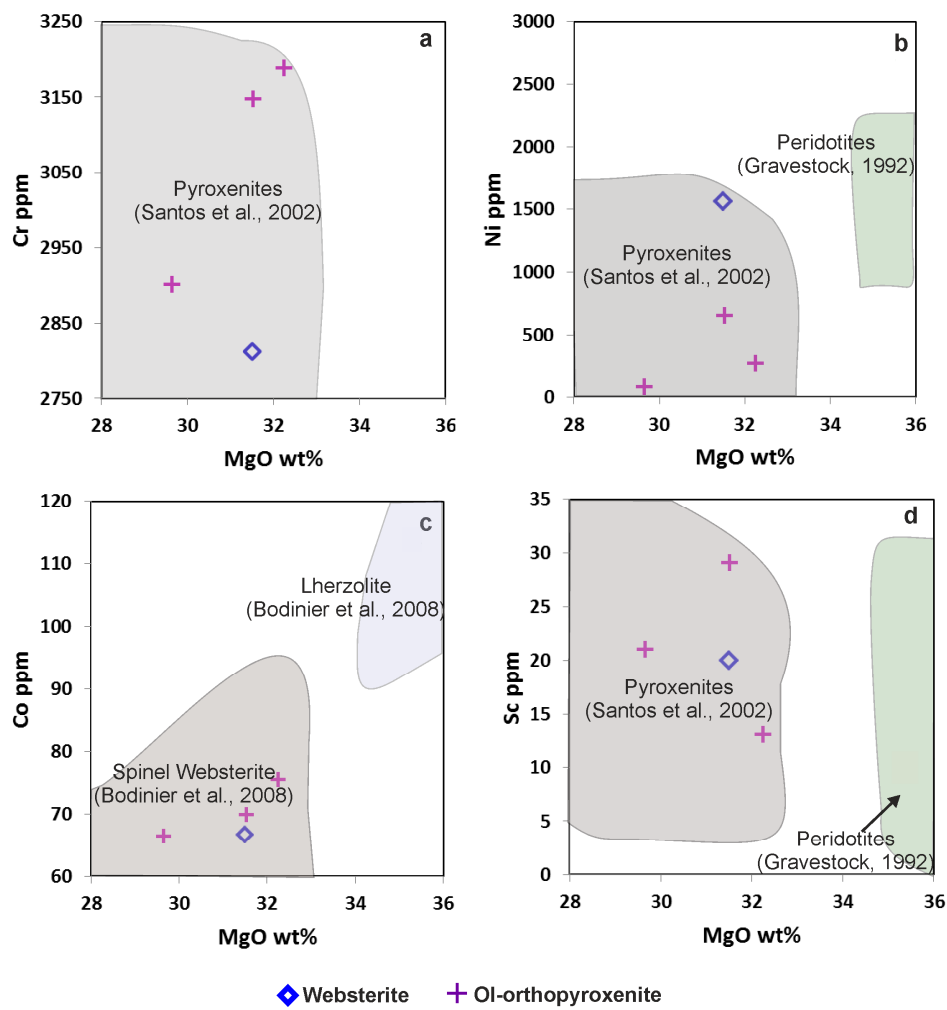 a
3250
3150
3050
2950
2850
2750
Cr ppm
Pyroxenites
(Santos et al., 2002)
28 30 32 34 36
MgO wt%
b
3000
2500
2000
1500
1000
500
0
Ni ppm
Peridotites
(Gravestock, 1992)
Pyroxenites
(Santos et al., 2002)
28 30 32 34 36
MgO wt%
c
120
110
100
90
80
70
60
Co ppm
Lherzolite
(Bodinier et al., 2008)
Spinel Websterite
(Bodinier et al., 2008)
28 30 32 34 36
MgO wt%
d
35
30
25
20
15
10
5
0
Sc ppm
Pyroxenites
(Santos et al., 2002)
Peridotites
(Gravestock, 1992)
28 30 32 34 36
MgO wt%
Websterite Ol-orthopyroxenite